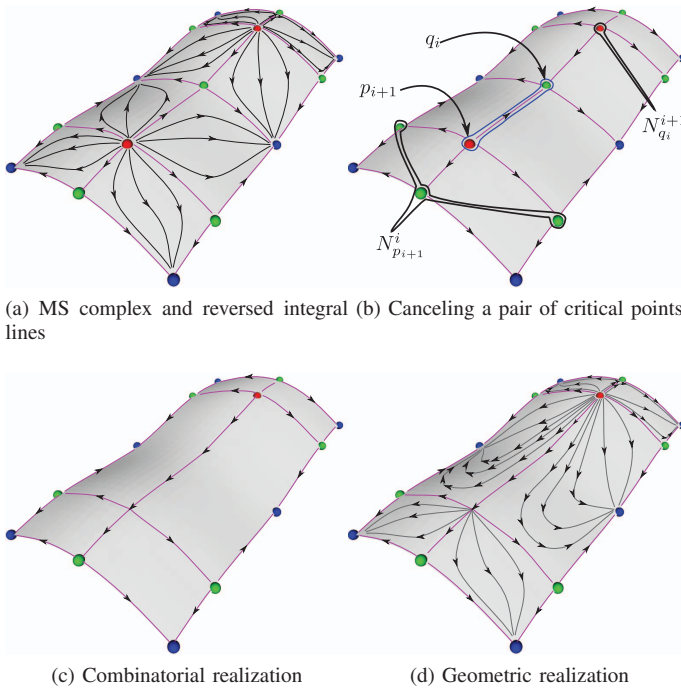 q_i
p_{i+1}
N^{i+1}_{q_i}
N^i_{p_{i+1}}
(a) MS complex and reversed integral lines
(b) Canceling a pair of critical points
(c) Combinatorial realization
(d) Geometric realization